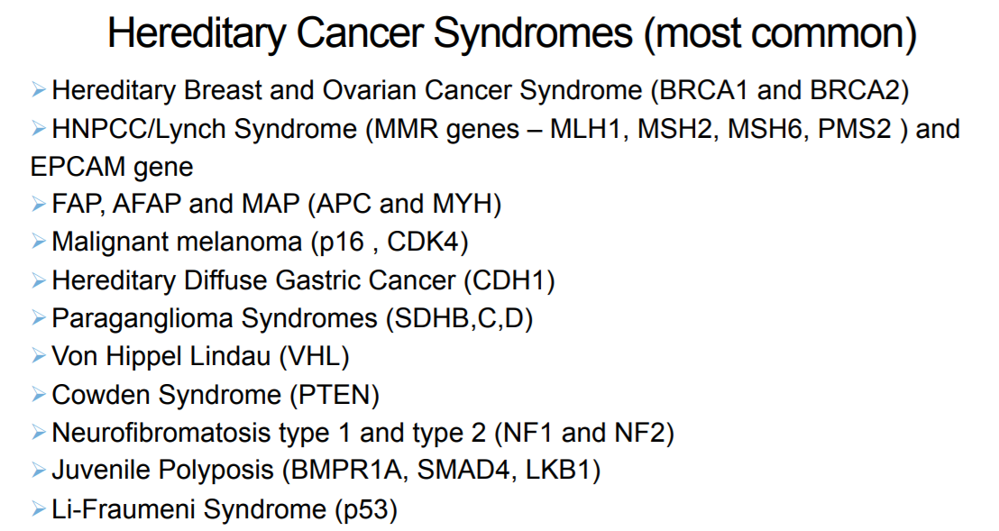 Hereditary Cancer Syndromes (most common)
➢Hereditary Breast and Ovarian Cancer Syndrome (BRCA1 and BRCA2)
➢HNPCC/Lynch Syndrome (MMR genes – MLH1, MSH2, MSH6, PMS2 ) and
EPCAM gene
➢FAP, AFAP and MAP (APC and MYH)
➢Malignant melanoma (p16 , CDK4)
➢Hereditary Diffuse Gastric Cancer (CDH1)
➢Paraganglioma Syndromes (SDHB,C,D)
➢Von Hippel Lindau (VHL)
➢Cowden Syndrome (PTEN)
➢Neurofibromatosis type 1 and type 2 (NF1 and NF2)
➢Juvenile Polyposis (BMPR1A, SMAD4, LKB1)
➢Li-Fraumeni Syndrome (p53)